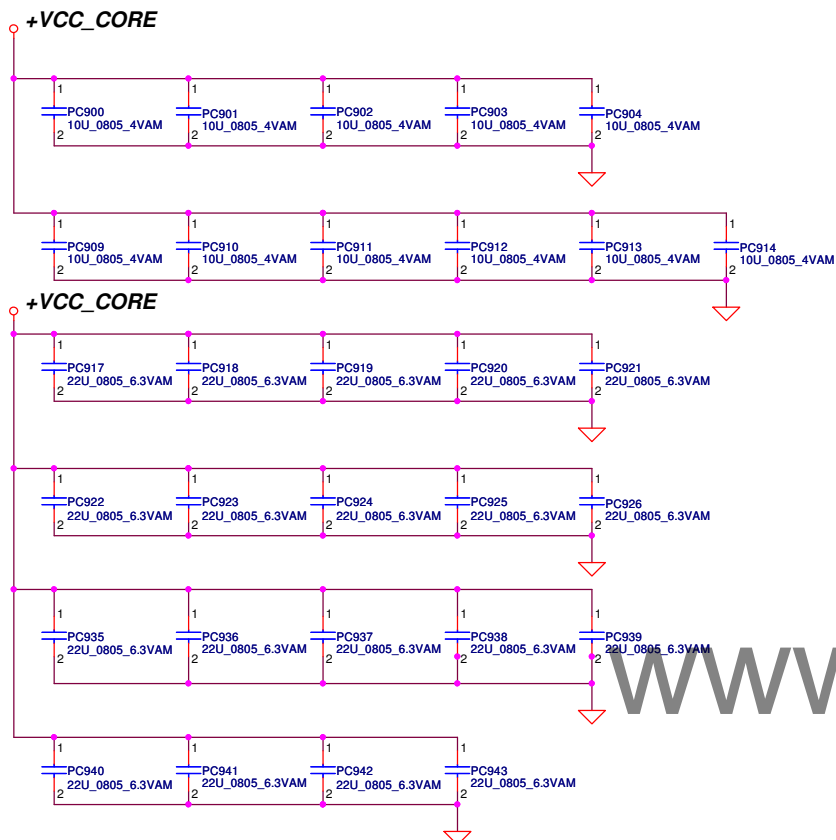 +VCC_CORE
1 1 1 1 1
PC900 PC901 PC902 PC903 PC904
10U_0805_4VAM 10U_0805_4VAM 10U_0805_4VAM 10U_0805_4VAM 10U_0805_4VAM
2 2 2 2 2
1 1 1 1 1 1
PC909 PC910 PC911 PC912 PC913 PC914
10U_0805_4VAM 10U_0805_4VAM 10U_0805_4VAM 10U_0805_4VAM 10U_0805_4VAM 10U_0805_4VAM
2 2 2 2 2 2
+VCC_CORE
1 1 1 1 1
PC917 PC918 PC919 PC920 PC921
22U_0805_6.3VAM 22U_0805_6.3VAM 22U_0805_6.3VAM 22U_0805_6.3VAM 22U_0805_6.3VAM
2 2 2 2 2
1 1 1 1 1
PC922 PC923 PC924 PC925 PC926
22U_0805_6.3VAM 22U_0805_6.3VAM 22U_0805_6.3VAM 22U_0805_6.3VAM 22U_0805_6.3VAM
2 2 2 2 2
1 1 1 1 1
PC935 PC936 PC937 PC938 PC939
22U_0805_6.3VAM 22U_0805_6.3VAM 22U_0805_6.3VAM 22U_0805_6.3VAM 22U_0805_6.3VAM
2 2 2 2 2
www
1 1 1 1
PC940 PC941 PC942 PC943
22U_0805_6.3VAM 22U_0805_6.3VAM 22U_0805_6.3VAM 22U_0805_6.3VAM
2 2 2 2